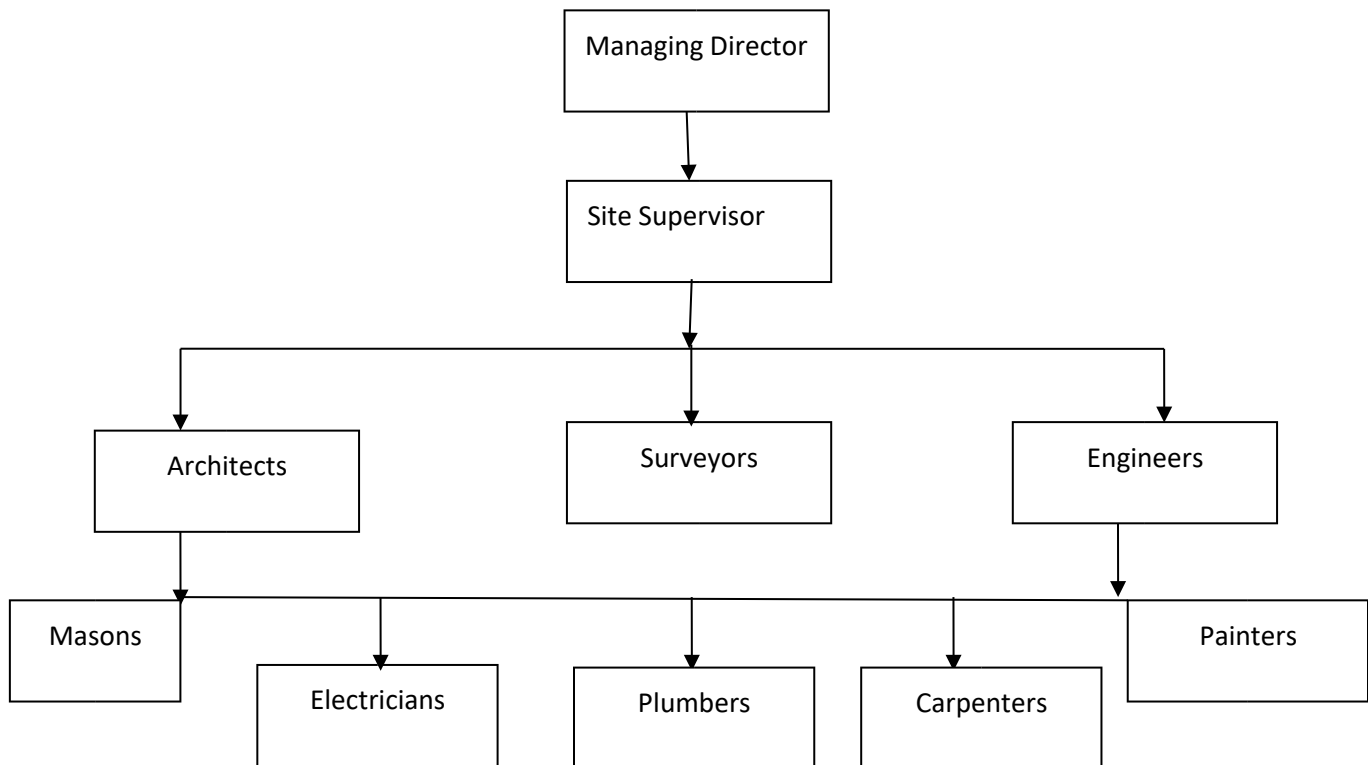 Managing Director
Site Supervisor
Architects
Surveyors
Engineers
Masons
Painters
Electricians
Plumbers
Carpenters